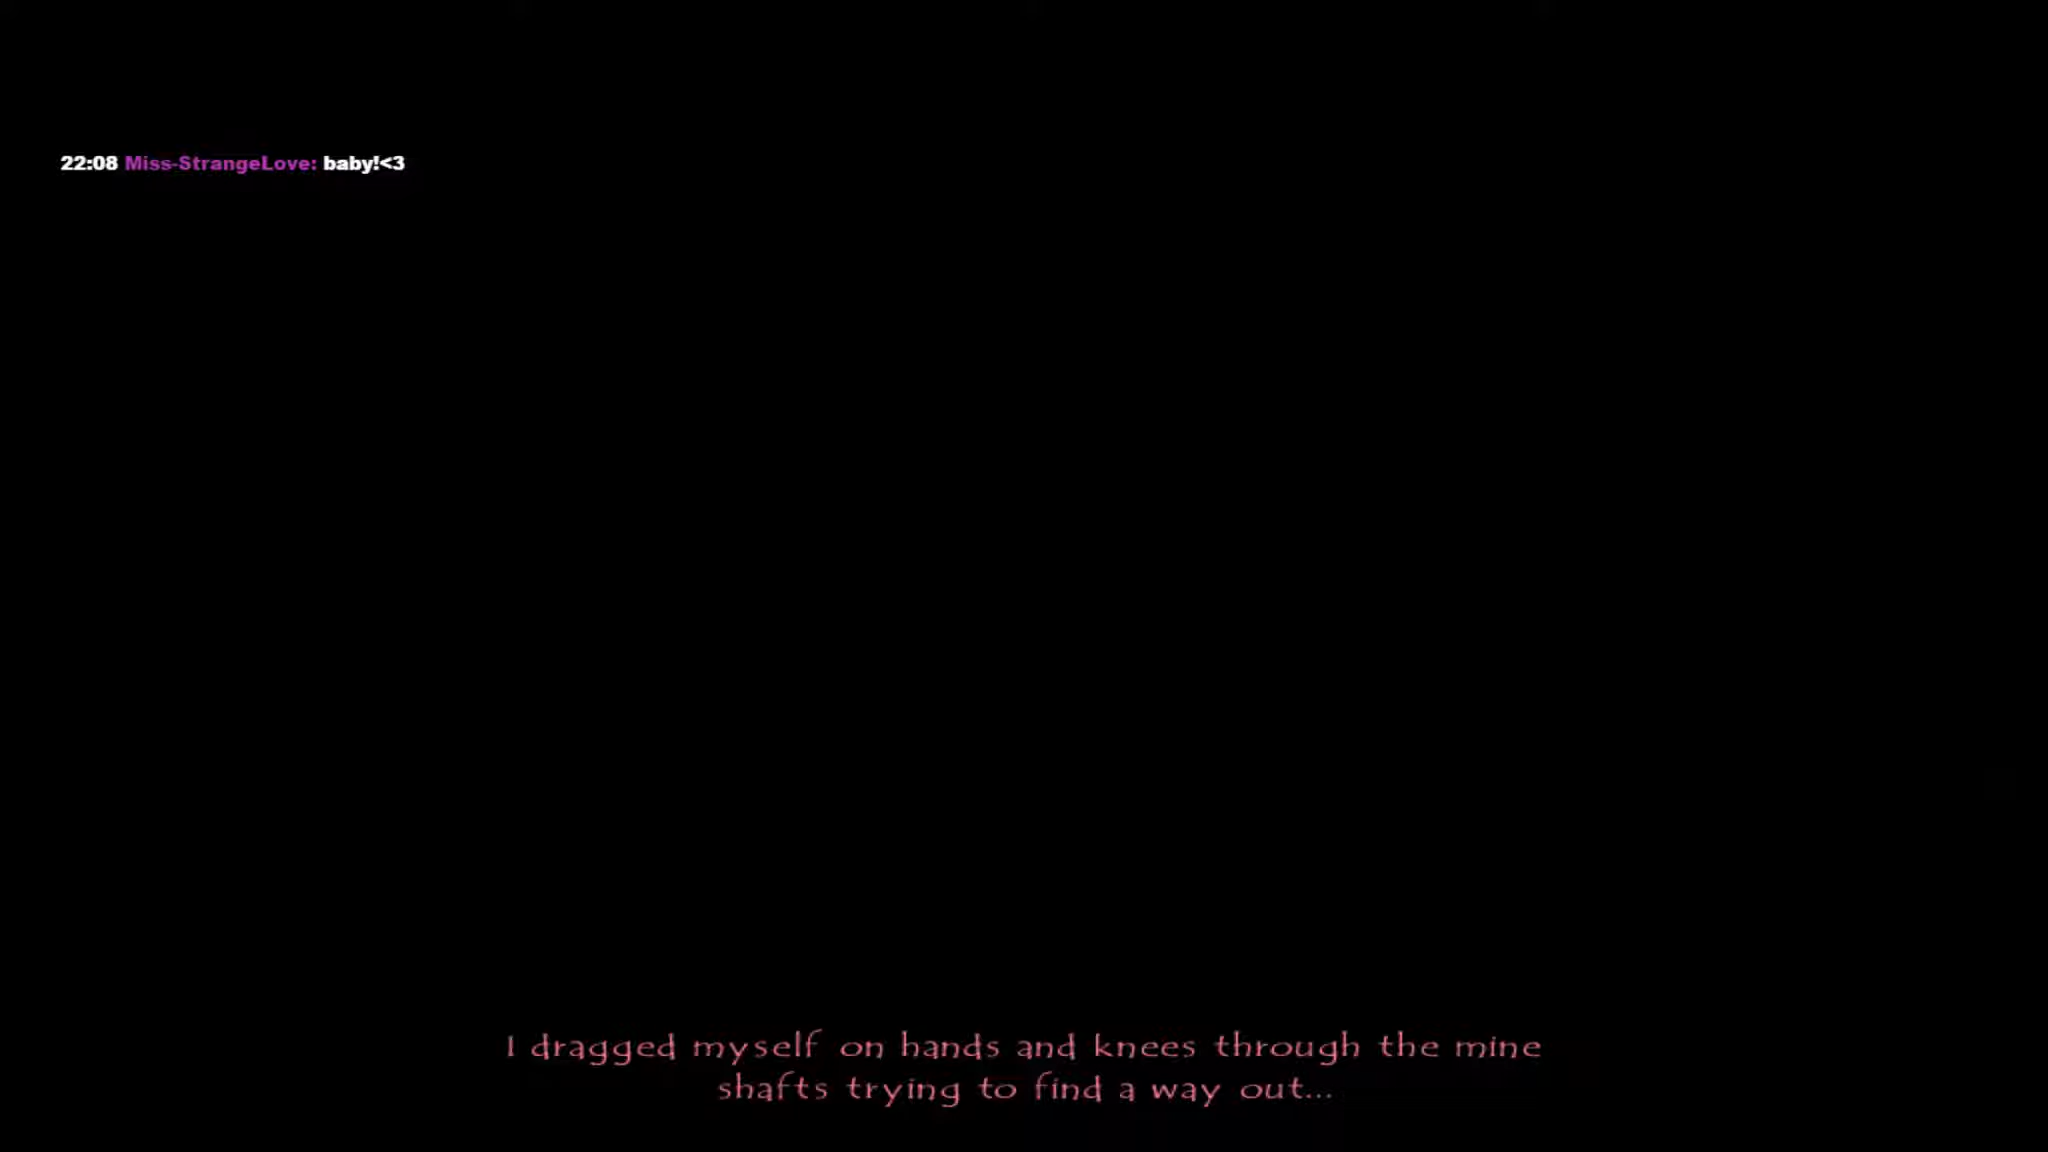 22:08 Miss-StrangeLove: baby!<3
I dragged myself on hands and knees through the mine
shafts trying to find a way out...